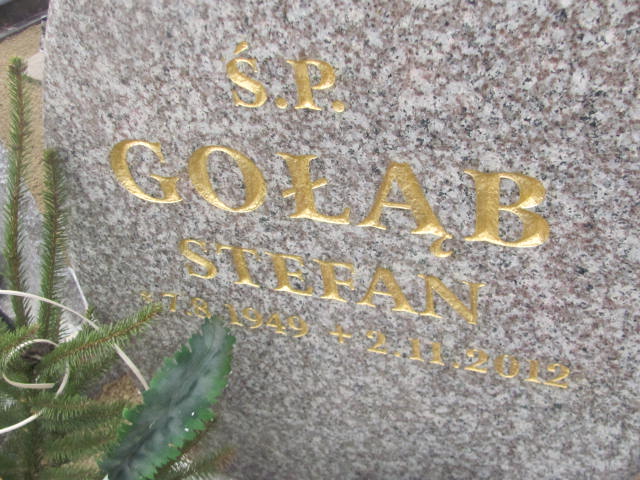 Ś.P.
GOŁĄB
STEFAN
* 7.8.1949 + 2.11.2012